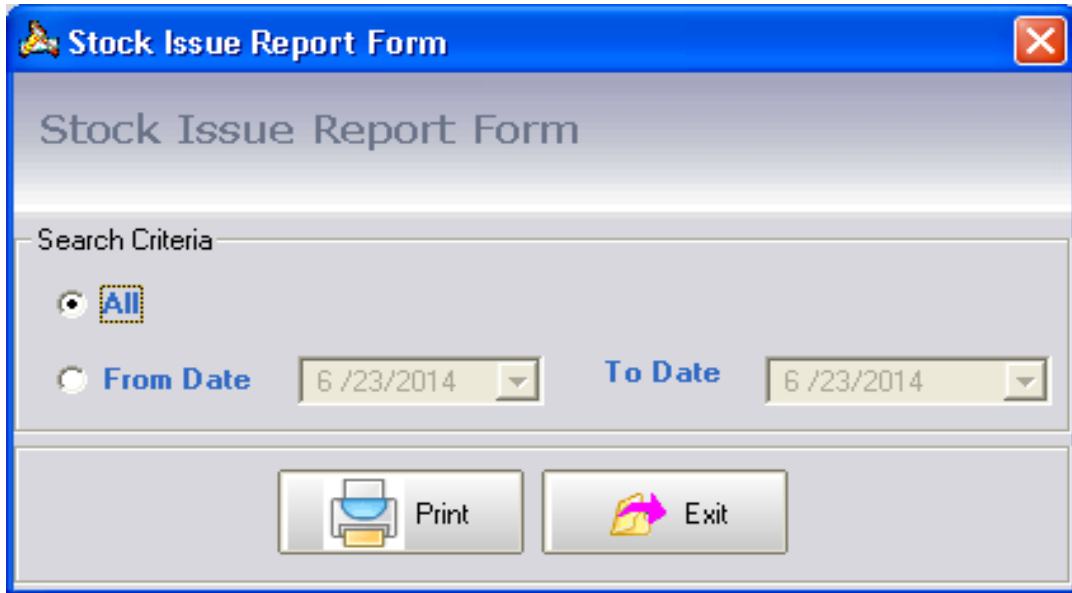 Stock Issue Report Form
Stock Issue Report Form
Search Criteria
All
From Date 6 /23/2014 To Date 6 /23/2014
Print Exit